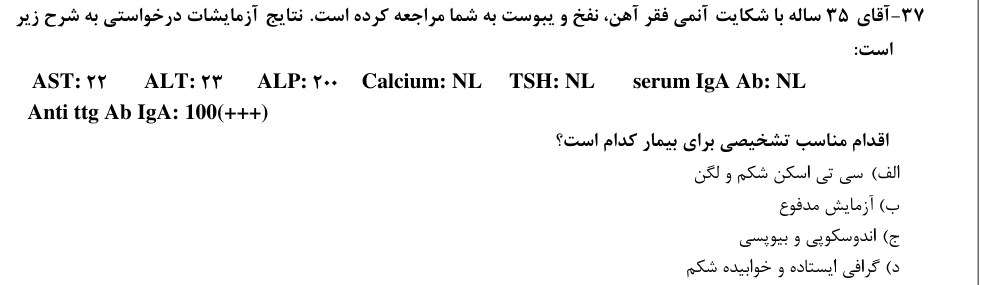 ۳۷-آقای ۳۵ ساله با شکایت آنمی فقر آهن، نفخ و یبوست به شما مراجعه کرده است. نتایج آزمایشات درخواستی به شرح زیر
است:
AST: ۲۲ ALT: ۲۳ ALP: ۲۰۰ Calcium: NL TSH: NL serum IgA Ab: NL
Anti ttg Ab IgA: 100(+++)
اقدام مناسب تشخیصی برای بیمار کدام است؟
الف) سی تی اسکن شکم و لگن
ب) آزمایش مدفوع
ج) اندوسکوپی و بیوپسی
د) گرافی ایستاده و خوابیده شکم